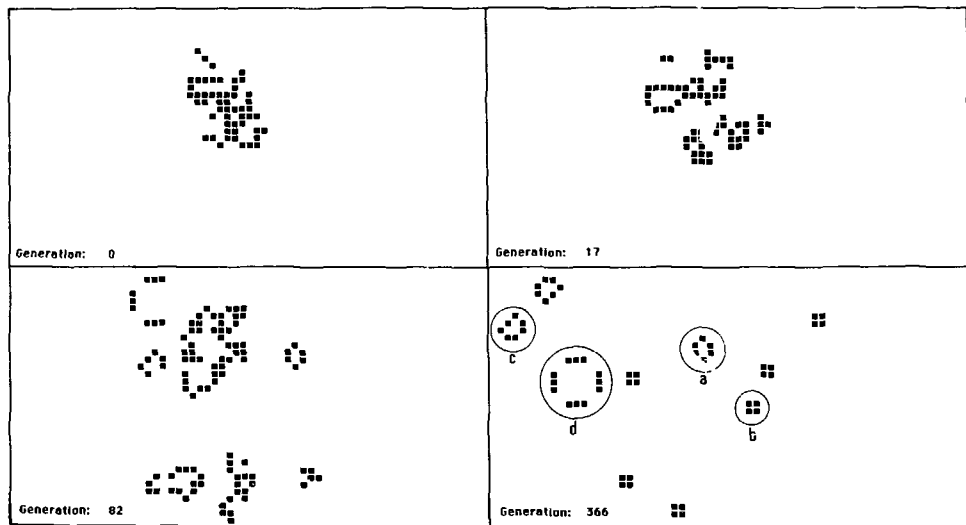 Generation: 0
Generation: 17
Generation: 82
c
a
d
b
Generation: 366